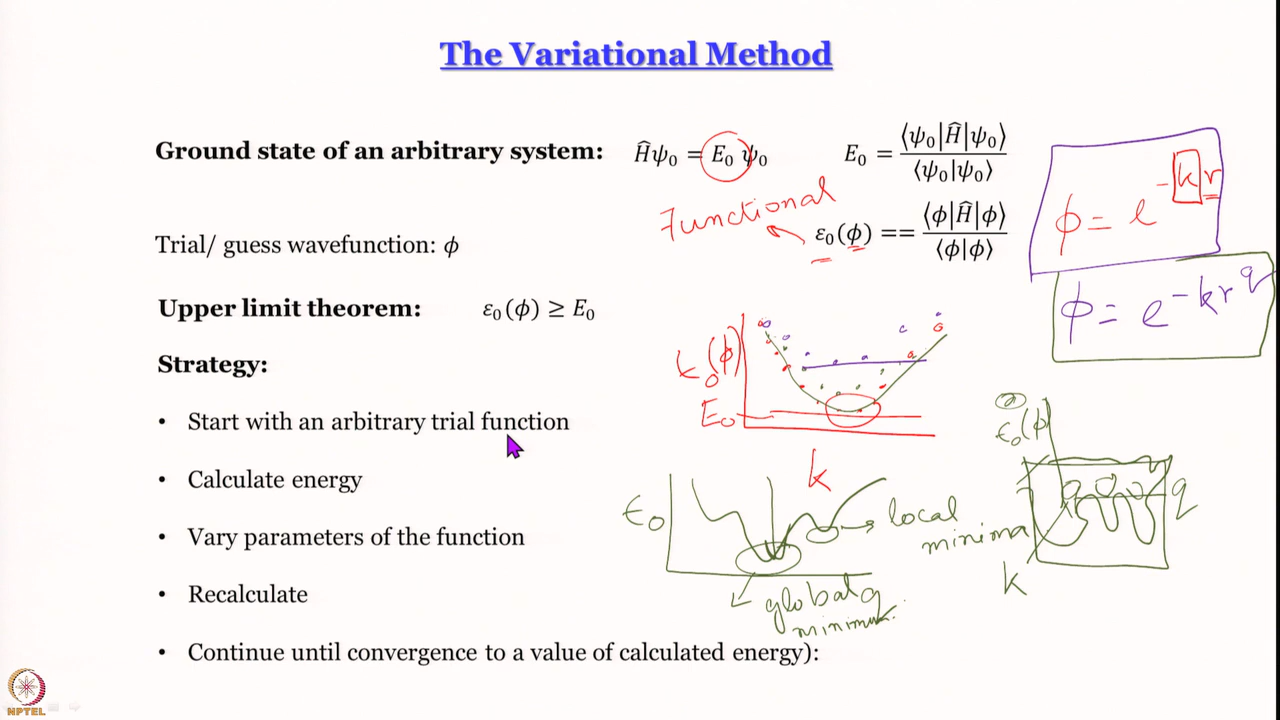 The Variational Method
Ground state of an arbitrary system: Ĥψ₀ = E₀ ψ₀ E₀ = ⟨ψ₀|Ĥ|ψ₀⟩ / ⟨ψ₀|ψ₀⟩
ϕ = e^{-kr}
Functional
Trial/ guess wavefunction: ϕ ε₀(ϕ) == ⟨ϕ|Ĥ|ϕ⟩ / ⟨ϕ|ϕ⟩
ϕ = e^{-kr^q}
Upper limit theorem: ε₀(ϕ) ≥ E₀
Strategy:
E₀
• Start with an arbitrary trial function
ϵ₀(ϕ)
k
• Calculate energy
q
ϵ₀
local
minima
• Vary parameters of the function
k
• Recalculate
global q
minimum
• Continue until convergence to a value of calculated energy):
NPTEL